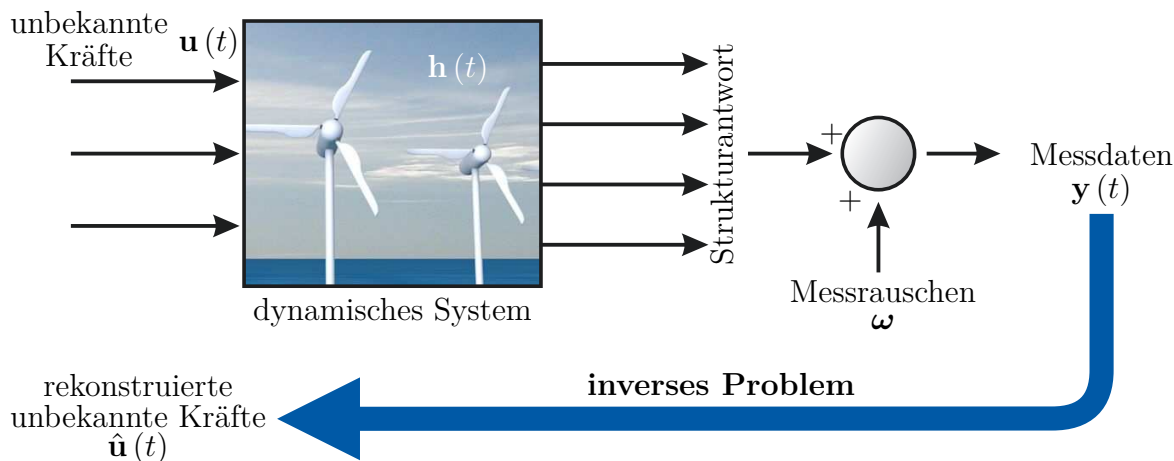 unbekannte
Kräfte
u (t)
h (t)
dynamisches System
Strukturantwort
+
+
Messrauschen
ω
Messdaten
y (t)
inverses Problem
rekonstruierte
unbekannte Kräfte
û (t)